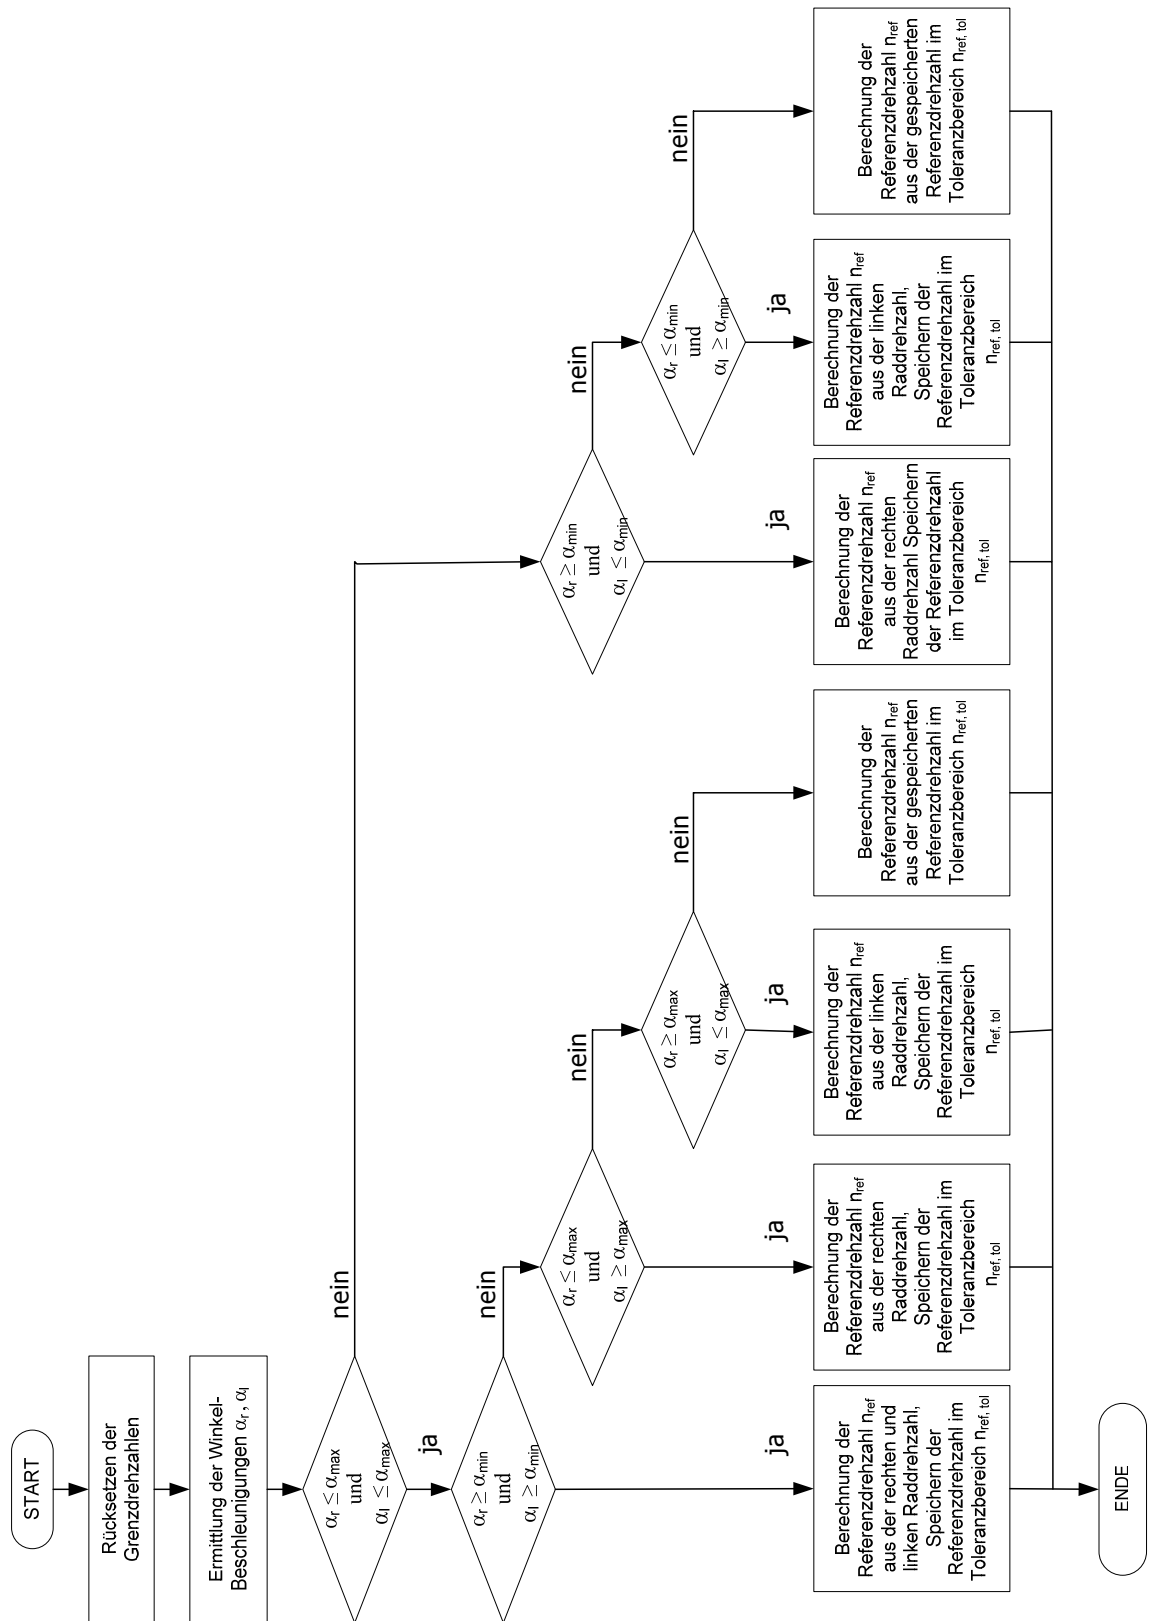 START
Rücksetzen der
Grenzdrehzahlen
Ermittlung der Winkel-
Beschleunigungen αr , αl
αr ≤ αmax
und
αl ≤ αmax
nein
ja
αr ≥ αmin
und
αl ≥ αmin
nein
ja
αr ≤ αmax
und
αl ≥ αmax
nein
ja
αr ≥ αmax
und
αl ≤ αmax
nein
ja
αr ≥ αmin
und
αl ≤ αmin
nein
ja
αr ≤ αmin
und
αl ≥ αmin
nein
ja
Berechnung der
Referenzdrehzahl nref
aus der rechten und
linken Raddrehzahl,
Speichern der
Referenzdrehzahl im
Toleranzbereich nref, tol
Berechnung der
Referenzdrehzahl nref
aus der rechten
Raddrehzahl,
Speichern der
Referenzdrehzahl im
Toleranzbereich
nref, tol
Berechnung der
Referenzdrehzahl nref
aus der linken
Raddrehzahl,
Speichern der
Referenzdrehzahl im
Toleranzbereich
nref, tol
Berechnung der
Referenzdrehzahl nref
aus der gespeicherten
Referenzdrehzahl im
Toleranzbereich nref, tol
Berechnung der
Referenzdrehzahl nref
aus der rechten
Raddrehzahl Speichern
der Referenzdrehzahl
im Toleranzbereich
nref, tol
Berechnung der
Referenzdrehzahl nref
aus der linken
Raddrehzahl,
Speichern der
Referenzdrehzahl im
Toleranzbereich
nref, tol
Berechnung der
Referenzdrehzahl nref
aus der gespeicherten
Referenzdrehzahl im
Toleranzbereich nref, tol
ENDE